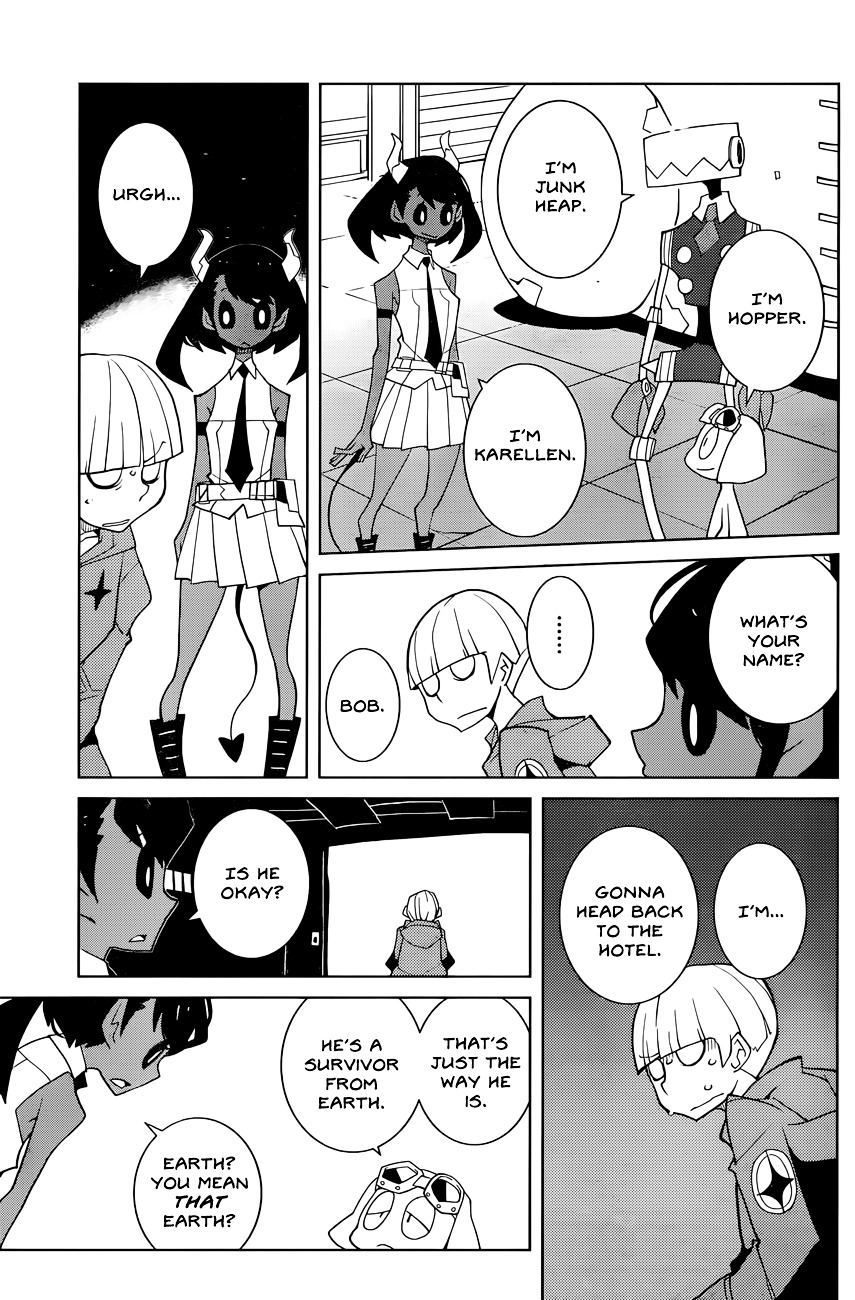 I'M
JUNK
HEAP.
I'M
HOPPER.
I'M
KARELLEN.
WHAT'S
YOUR
NAME?
......
BOB.
URGH...
I'M...
GONNA
HEAD BACK
TO THE
HOTEL.
IS HE
OKAY?
THAT'S
JUST THE
WAY HE
IS.
HE'S A
SURVIVOR
FROM
EARTH.
EARTH?
YOU MEAN
THAT
EARTH?